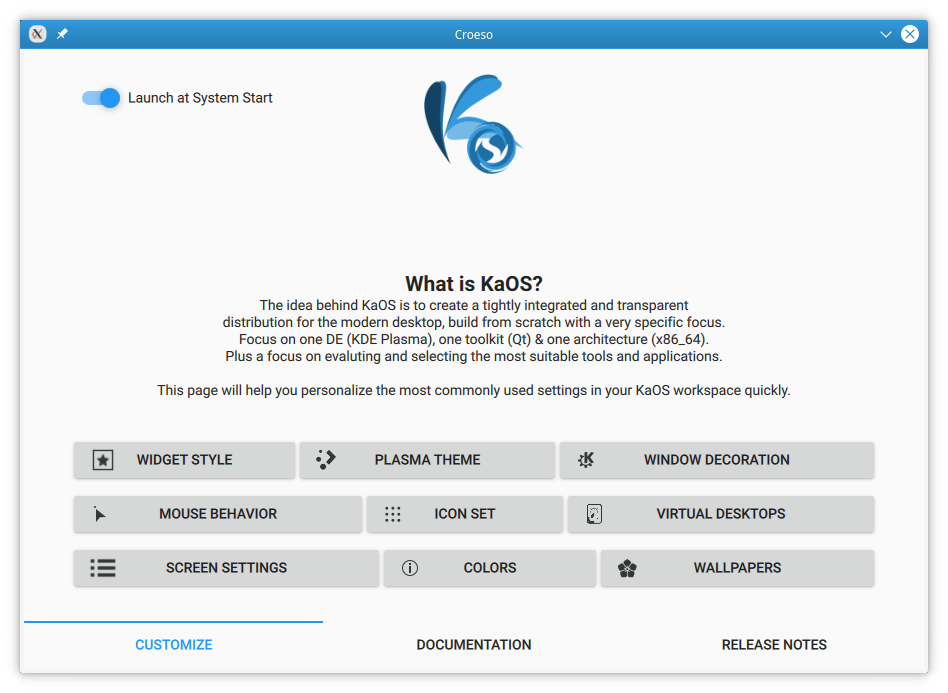 Croeso
Launch at System Start
What is KaOS?
The idea behind KaOS is to create a tightly integrated and transparent
distribution for the modern desktop, build from scratch with a very specific focus.
Focus on one DE (KDE Plasma), one toolkit (Qt) & one architecture (x86_64).
Plus a focus on evaluting and selecting the most suitable tools and applications.
This page will help you personalize the most commonly used settings in your KaOS workspace quickly.
WIDGET STYLE
PLASMA THEME
WINDOW DECORATION
MOUSE BEHAVIOR
ICON SET
VIRTUAL DESKTOPS
SCREEN SETTINGS
COLORS
WALLPAPERS
CUSTOMIZE
DOCUMENTATION
RELEASE NOTES